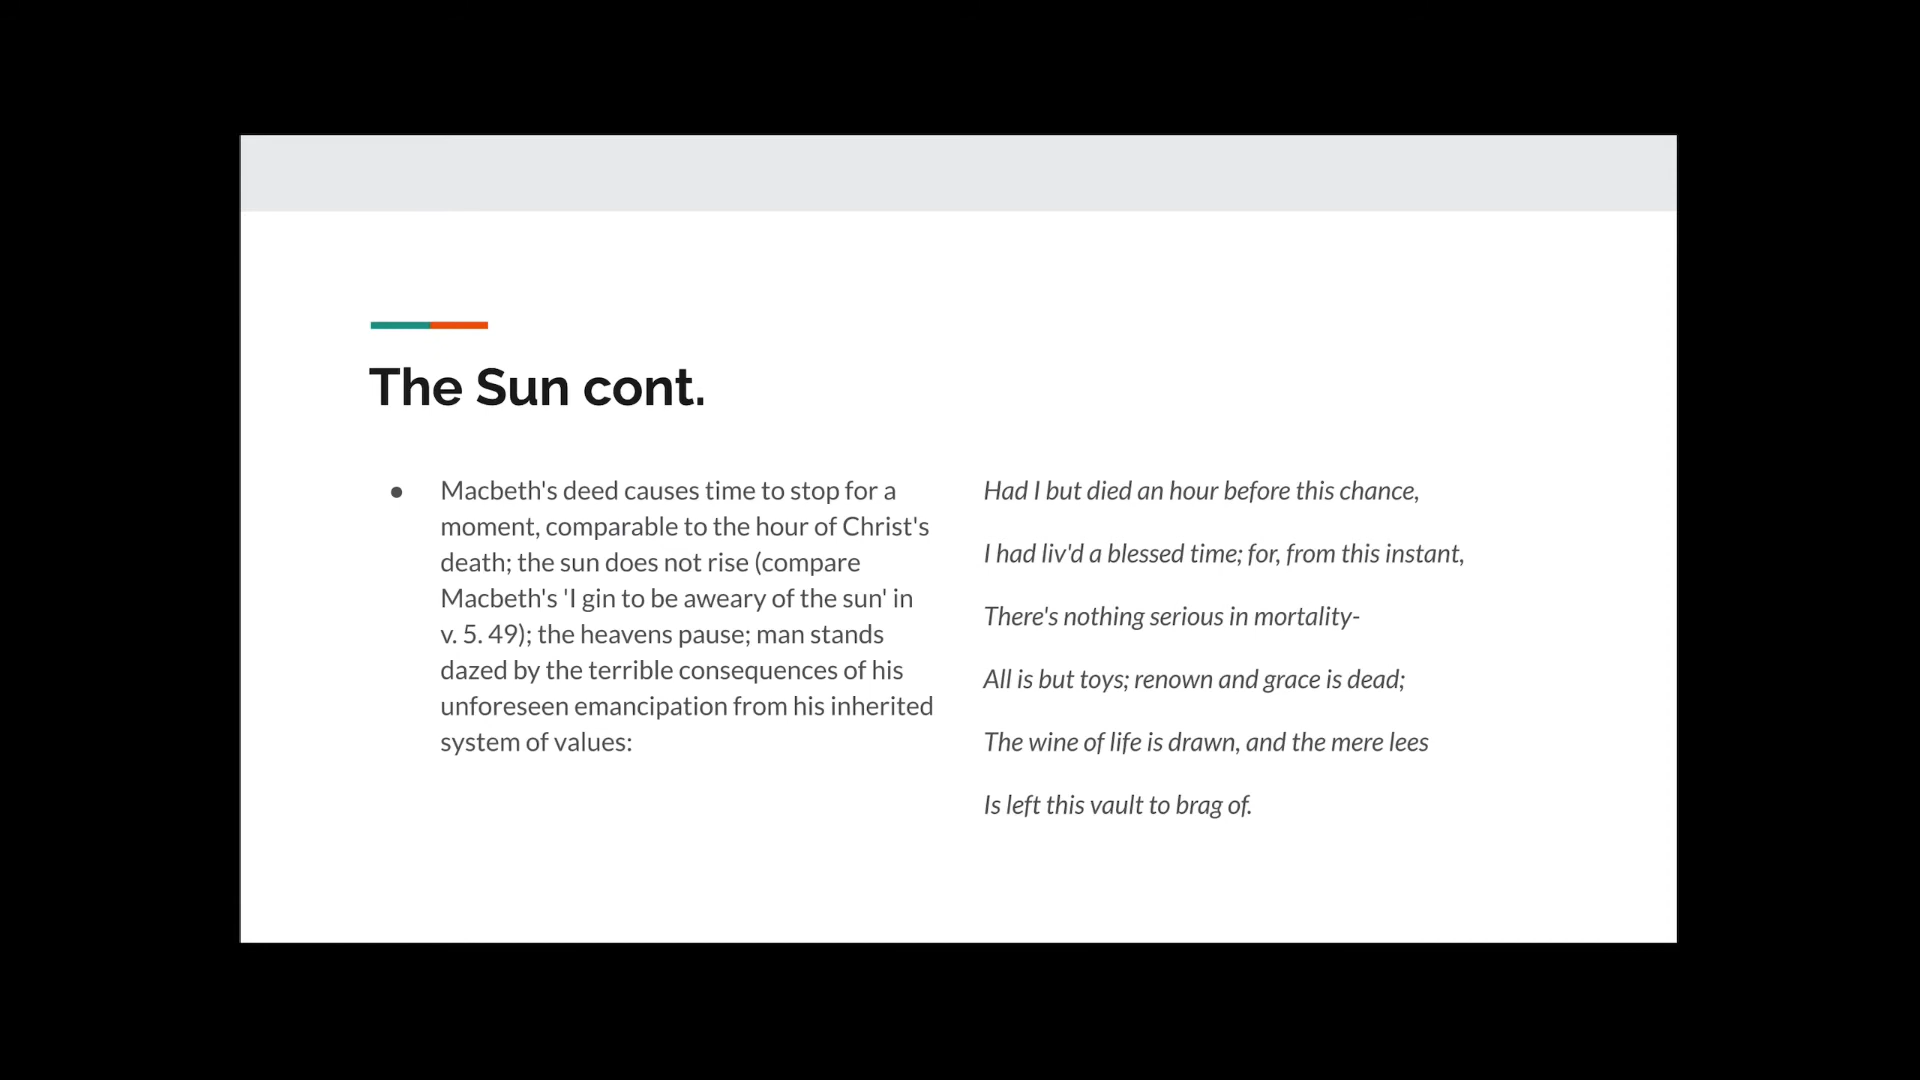 The Sun cont.
● Macbeth's deed causes time to stop for a
moment, comparable to the hour of Christ's
death; the sun does not rise (compare
Macbeth's 'I gin to be aweary of the sun' in
v. 5. 49); the heavens pause; man stands
dazed by the terrible consequences of his
unforeseen emancipation from his inherited
system of values:
Had I but died an hour before this chance,
I had liv'd a blessed time; for, from this instant,
There's nothing serious in mortality-
All is but toys; renown and grace is dead;
The wine of life is drawn, and the mere lees
Is left this vault to brag of.